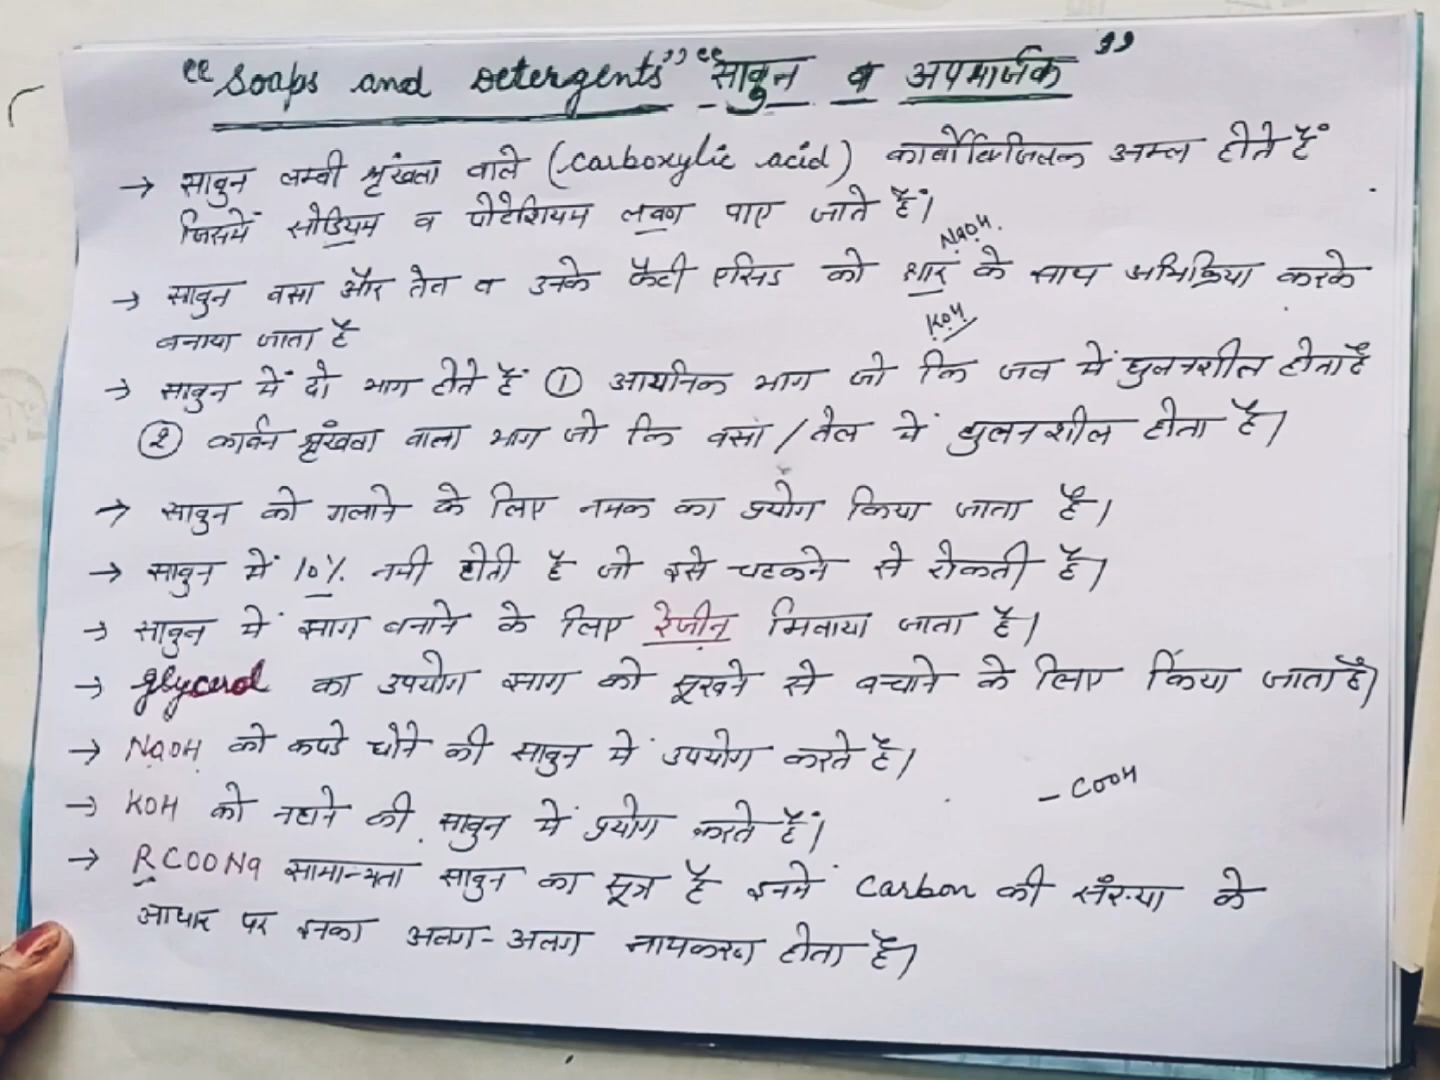 “Soaps and Detergents” “साबुन व अपमार्जक”
→ साबुन लम्बी श्रृंखला वाले (carboxylic acid) कार्बोक्सिलिक अम्ल होते हैं
जिसमें सोडियम व पोटेशियम लवण पाए जाते हैं।
NaOH.
→ साबुन वसा और तेल व उनके फैटी एसिड को क्षार के साथ अभिक्रिया करके
KOH
बनाया जाता है
→ साबुन में दो भाग होते हैं ① आयनिक भाग जो कि जल में घुलनशील होता है
② कार्बन श्रृंखला वाला भाग जो कि वसा / तेल में घुलनशील होता है।
→ साबुन को गलाने के लिए नमक का प्रयोग किया जाता है।
→ साबुन में 10% नमी होती है जो इसे चटकने से रोकती है।
→ साबुन में झाग बनाने के लिए रेजीन मिलाया जाता है।
→ glycerol का उपयोग झाग को सूखने से बचाने के लिए किया जाता है।
→ NaOH को कपडे धोने की साबुन में उपयोग करते है।
– COOH
→ KOH को नहाने की साबुन में प्रयोग करते हैं।
→ RCOONa सामान्यता साबुन का सूत्र है इनमें Carbon की संख्या के
आधार पर इनका अलग-अलग नामकरण होता है।